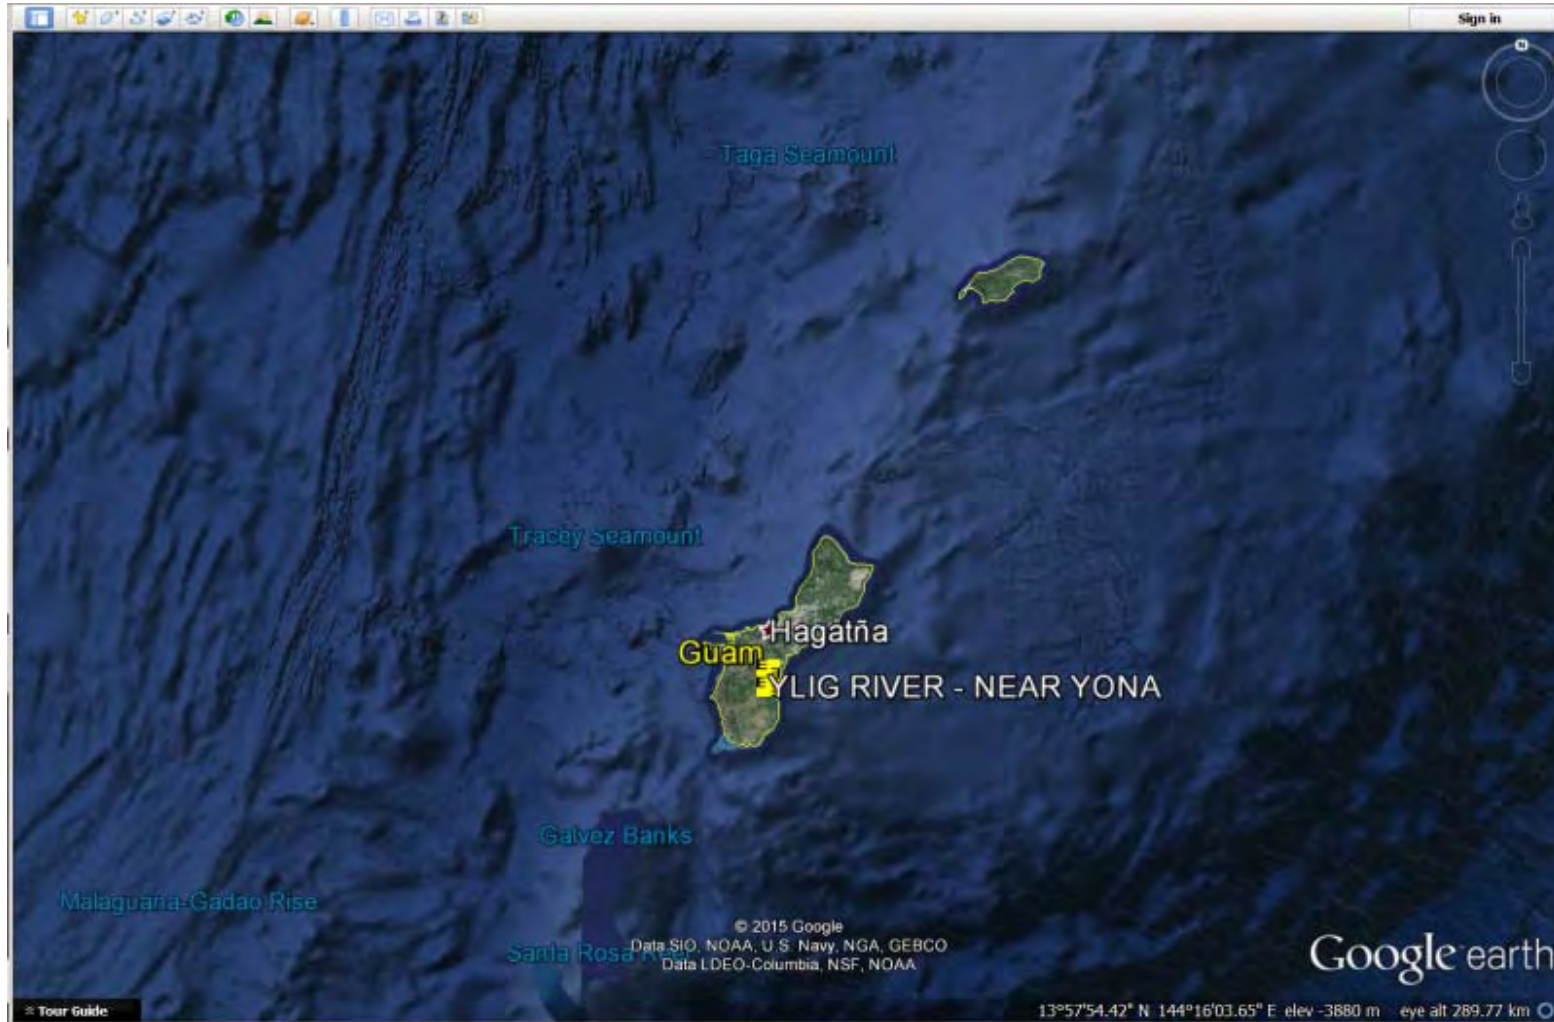 Sign in
N
Taga Seamount
Tracey Seamount
Hagatña
Guam
YLIG RIVER - NEAR YONA
Galvez Banks
Malaguana-Gadao Rise
© 2015 Google
Santa Rosa Reef
Data SIO, NOAA, U.S. Navy, NGA, GEBCO
Data LDEO-Columbia, NSF, NOAA
Google earth
Tour Guide
13°57'54.42" N 144°16'03.65" E elev -3880 m eye alt 289.77 km